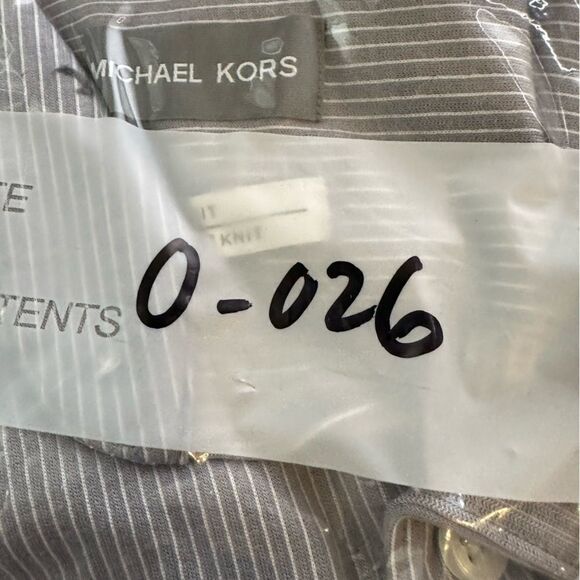 MICHAEL KORS
TE
IT
KNIT
TENTS
0-026